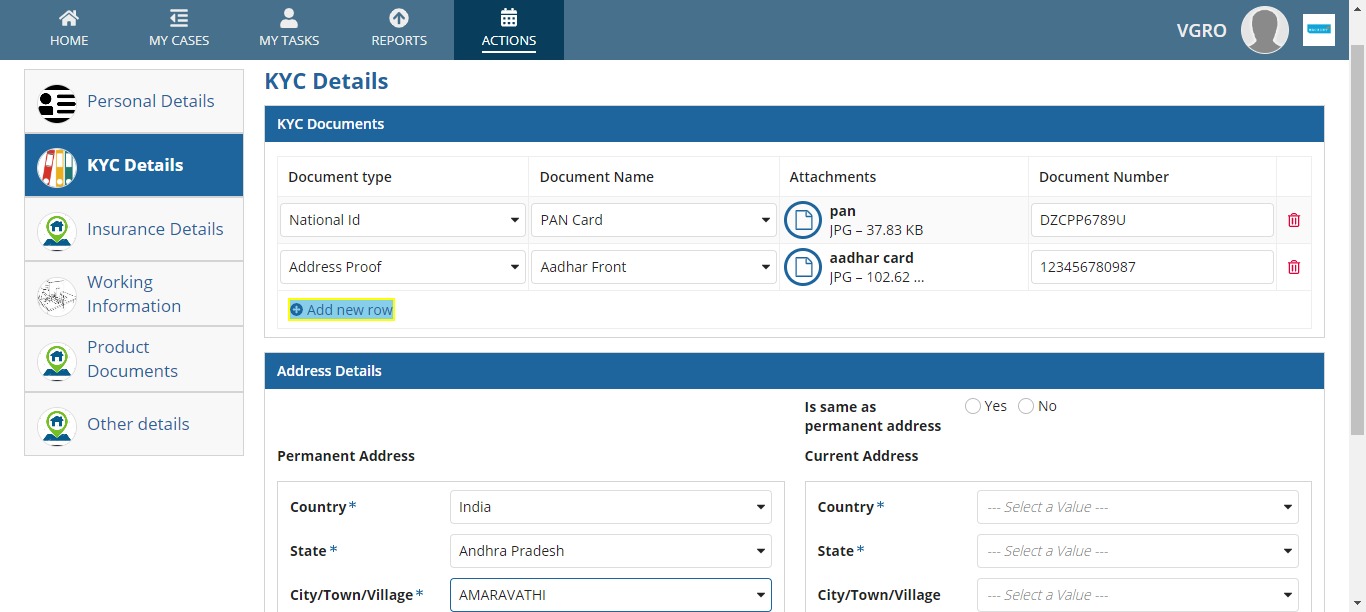 HOME MY CASES MY TASKS REPORTS ACTIONS VGRO
Personal Details
KYC Details
Insurance Details
Working
Information
Product
Documents
Other details
KYC Details
KYC Documents
Document type Document Name Attachments Document Number
National Id PAN Card pan DZCPP6789U
JPG – 37.83 KB
Address Proof Aadhar Front aadhar card 123456780987
JPG – 102.62 ...
Add new row
Address Details
Is same as
permanent address
Yes No
Permanent Address
Country* India
State* Andhra Pradesh
City/Town/Village* AMARAVATHI
Current Address
Country* --- Select a Value ---
State* --- Select a Value ---
City/Town/Village --- Select a Value ---